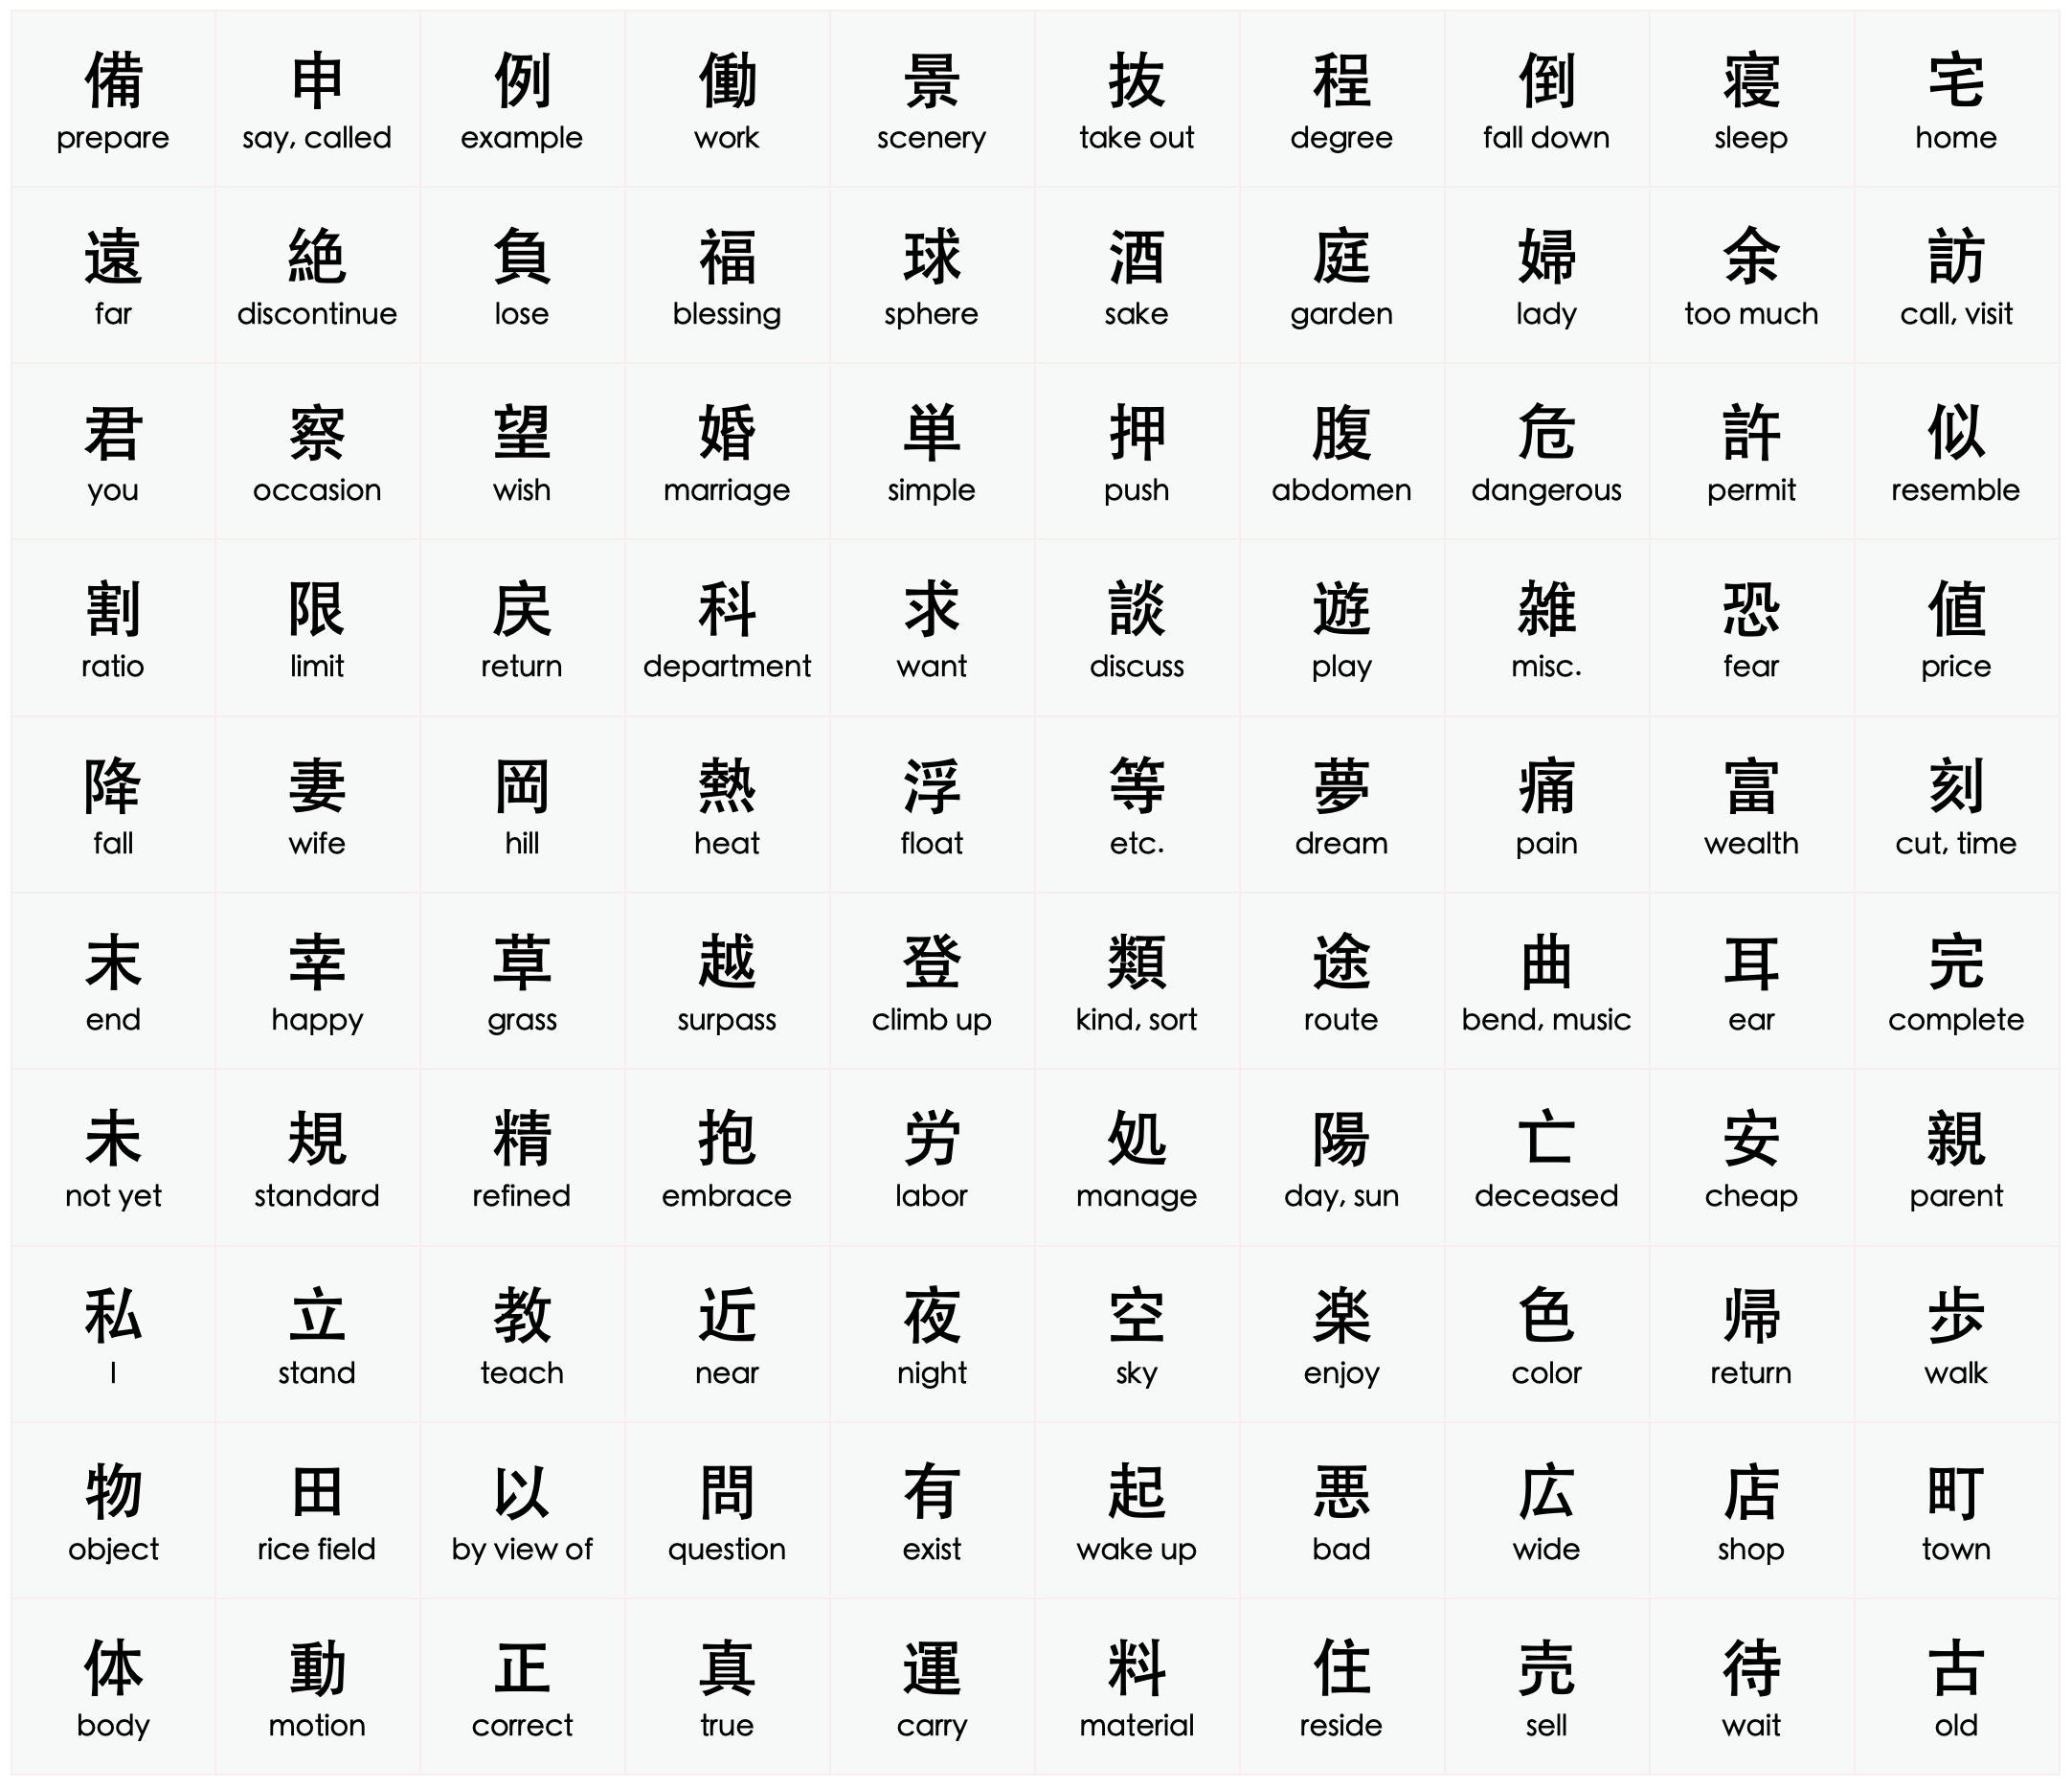 備 申 例 働 景 抜 程 倒 寝 宅
prepare say, called example work scenery take out degree fall down sleep home
遠 絶 負 福 球 酒 庭 婦 余 訪
far discontinue lose blessing sphere sake garden lady too much call, visit
君 察 望 婚 単 押 腹 危 許 似
you occasion wish marriage simple push abdomen dangerous permit resemble
割 限 戻 科 求 談 遊 雑 恐 値
ratio limit return department want discuss play misc. fear price
降 妻 岡 熱 浮 等 夢 痛 富 刻
fall wife hill heat float etc. dream pain wealth cut, time
末 幸 草 越 登 類 途 曲 耳 完
end happy grass surpass climb up kind, sort route bend, music ear complete
未 規 精 抱 労 処 陽 亡 安 親
not yet standard refined embrace labor manage day, sun deceased cheap parent
私 立 教 近 夜 空 楽 色 帰 歩
I stand teach near night sky enjoy color return walk
物 田 以 問 有 起 悪 広 店 町
object rice field by view of question exist wake up bad wide shop town
体 動 正 真 運 料 住 売 待 古
body motion correct true carry material reside sell wait old